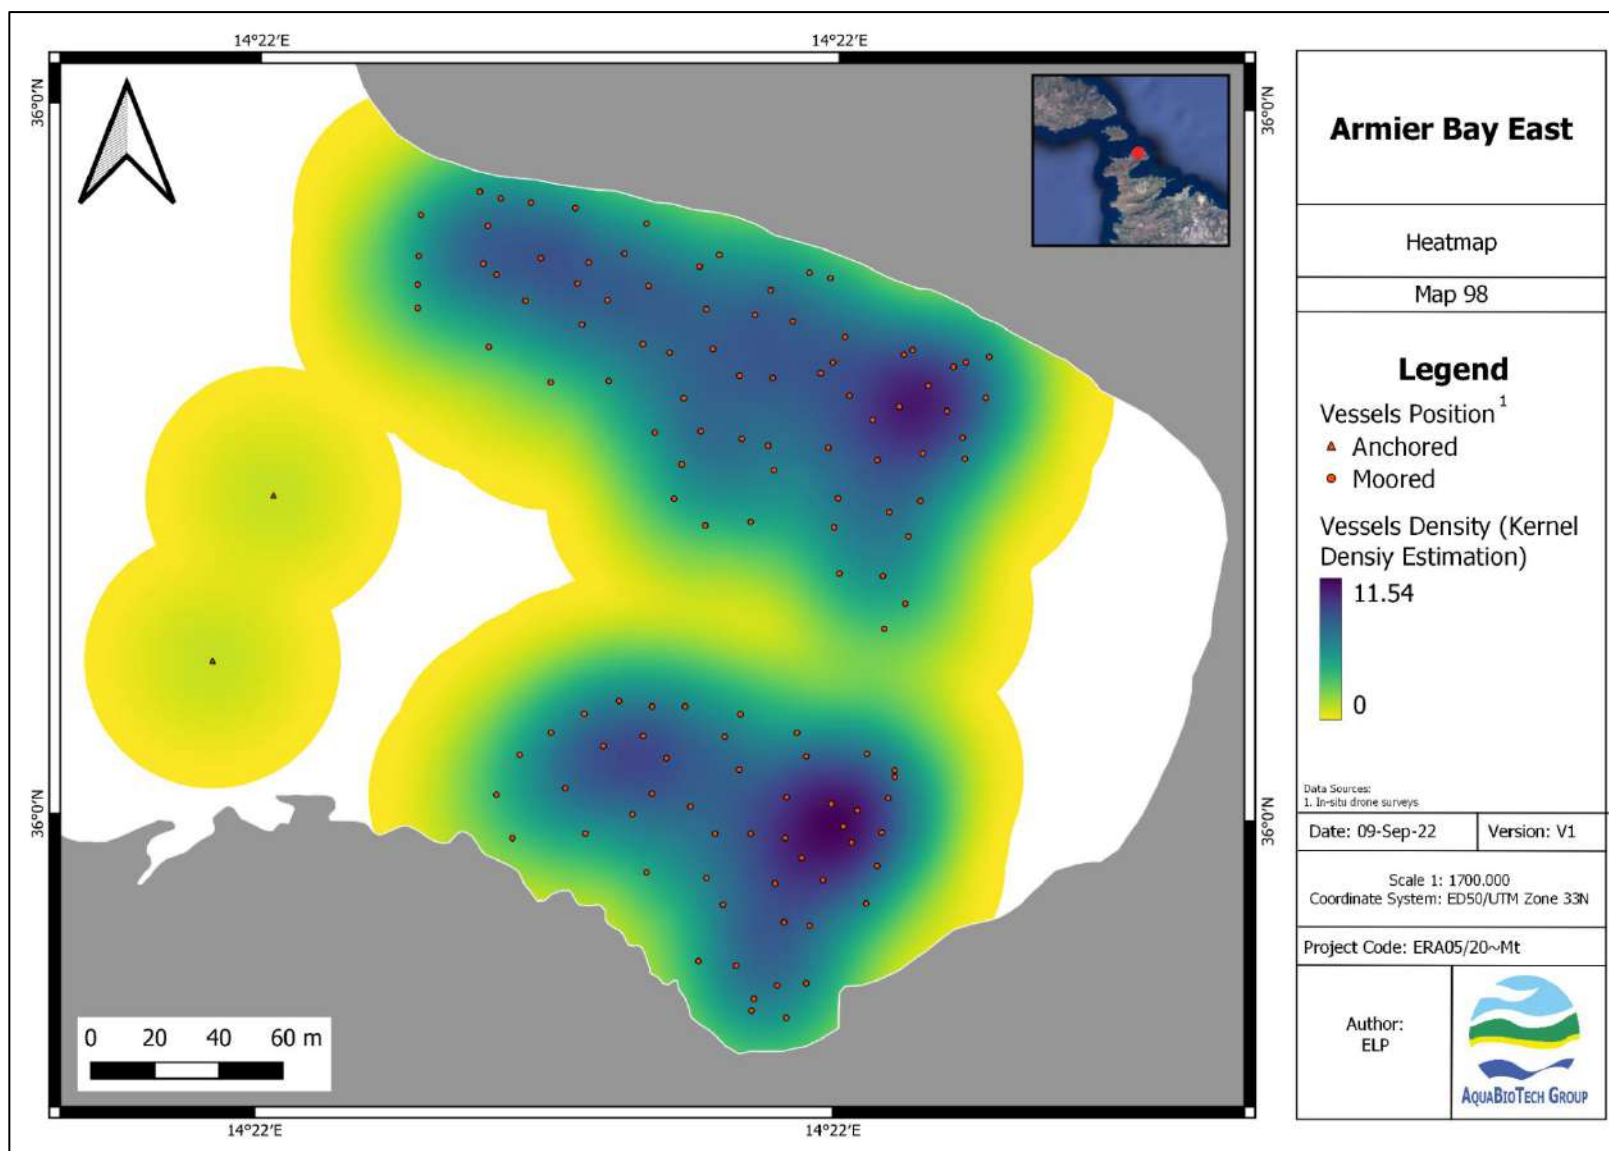 14°22'E
14°22'E
36°0'N
36°0'N
36°0'N
36°0'N
0 20 40 60 m
14°22'E
14°22'E
Armier Bay East
Heatmap
Map 98
Legend
Vessels Position 1
Anchored
Moored
Vessels Density (Kernel
Densiy Estimation)
11.54
0
Data Sources:
1. In-situ drone surveys
Date: 09-Sep-22
Version: V1
Scale 1: 1700.000
Coordinate System: ED50/UTM Zone 33N
Project Code: ERA05/20~Mt
Author:
ELP
AQUABIOTECH GROUP